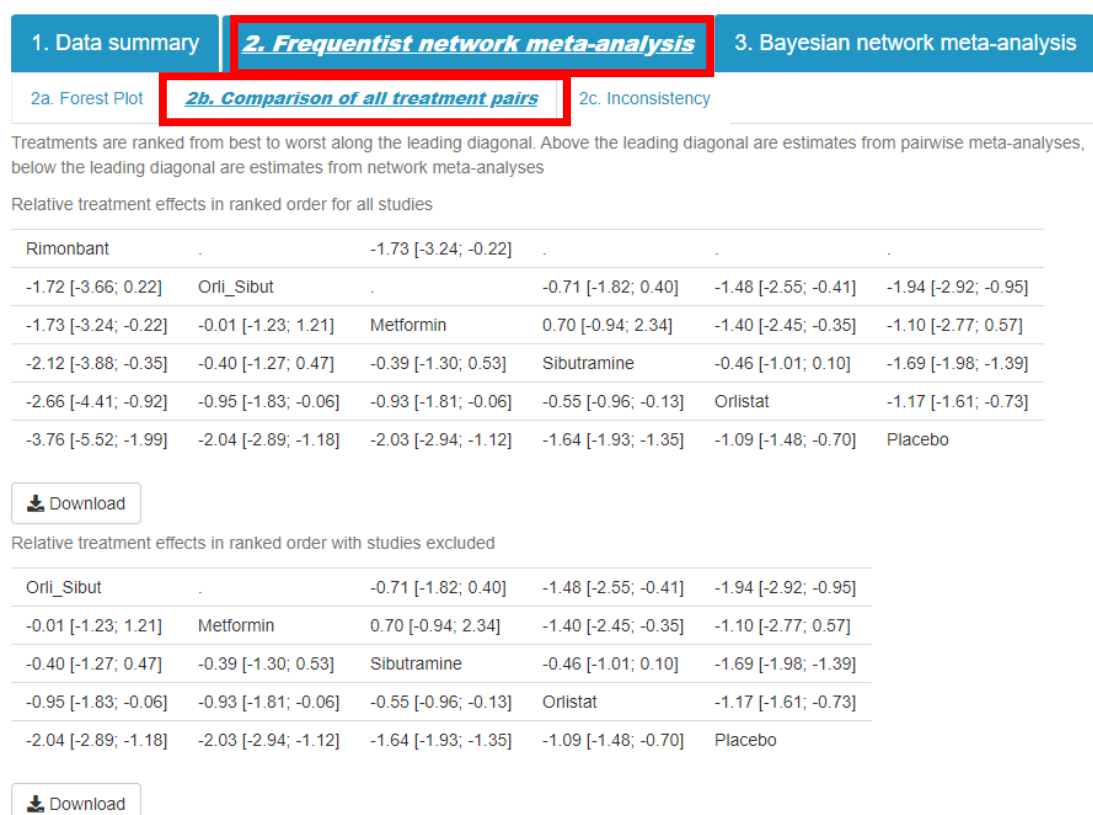 1. Data summary 2. Frequentist network meta-analysis 3. Bayesian network meta-analysis
2a. Forest Plot 2b. Comparison of all treatment pairs 2c. Inconsistency
Treatments are ranked from best to worst along the leading diagonal. Above the leading diagonal are estimates from pairwise meta-analyses,
below the leading diagonal are estimates from network meta-analyses
Relative treatment effects in ranked order for all studies
Rimonbant . -1.73 [-3.24; -0.22] . . .
-1.72 [-3.66; 0.22] Orli_Sibut . -0.71 [-1.82; 0.40] -1.48 [-2.55; -0.41] -1.94 [-2.92; -0.95]
-1.73 [-3.24; -0.22] -0.01 [-1.23; 1.21] Metformin 0.70 [-0.94; 2.34] -1.40 [-2.45; -0.35] -1.10 [-2.77; 0.57]
-2.12 [-3.88; -0.35] -0.40 [-1.27; 0.47] -0.39 [-1.30; 0.53] Sibutramine -0.46 [-1.01; 0.10] -1.69 [-1.98; -1.39]
-2.66 [-4.41; -0.92] -0.95 [-1.83; -0.06] -0.93 [-1.81; -0.06] -0.55 [-0.96; -0.13] Orlistat -1.17 [-1.61; -0.73]
-3.76 [-5.52; -1.99] -2.04 [-2.89; -1.18] -2.03 [-2.94; -1.12] -1.64 [-1.93; -1.35] -1.09 [-1.48; -0.70] Placebo
Download
Relative treatment effects in ranked order with studies excluded
Orli_Sibut . -0.71 [-1.82; 0.40] -1.48 [-2.55; -0.41] -1.94 [-2.92; -0.95]
-0.01 [-1.23; 1.21] Metformin 0.70 [-0.94; 2.34] -1.40 [-2.45; -0.35] -1.10 [-2.77; 0.57]
-0.40 [-1.27; 0.47] -0.39 [-1.30; 0.53] Sibutramine -0.46 [-1.01; 0.10] -1.69 [-1.98; -1.39]
-0.95 [-1.83; -0.06] -0.93 [-1.81; -0.06] -0.55 [-0.96; -0.13] Orlistat -1.17 [-1.61; -0.73]
-2.04 [-2.89; -1.18] -2.03 [-2.94; -1.12] -1.64 [-1.93; -1.35] -1.09 [-1.48; -0.70] Placebo
Download